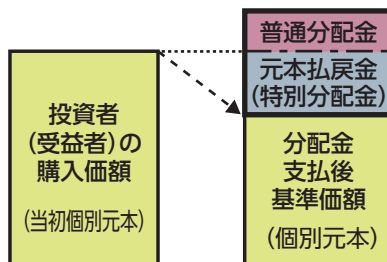 普通分配金
元本払戻金
(特別分配金)
投資者
(受益者)の
購入価額
(当初個別元本)
分配金
支払後
基準価額
(個別元本)